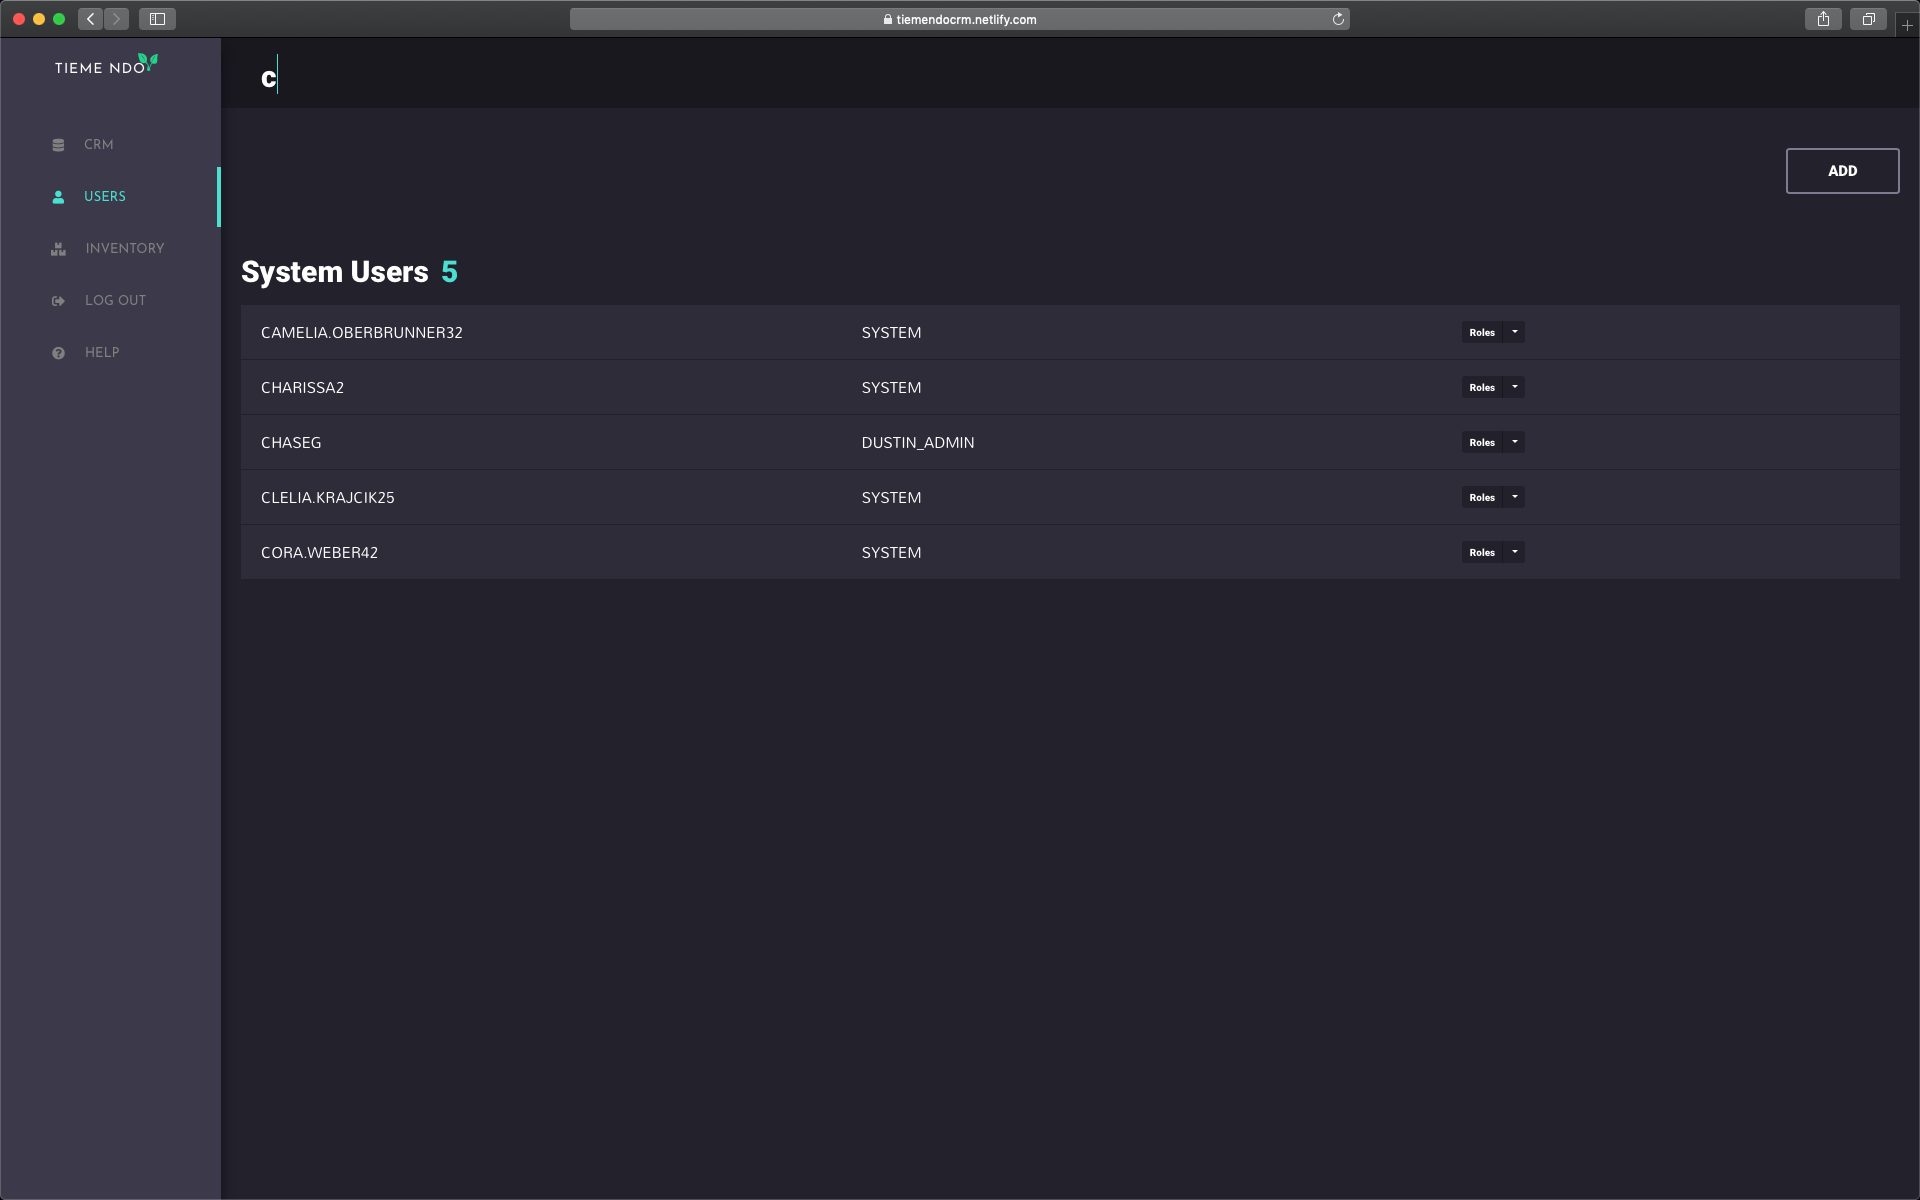 tiemendocrm.netlify.com
TIEME NDO
c
CRM
USERS
INVENTORY
LOG OUT
HELP
ADD
System Users 5
CAMELIA.OBERBRUNNER32 SYSTEM Roles
CHARISSA2 SYSTEM Roles
CHASEG DUSTIN_ADMIN Roles
CLELIA.KRAJCIK25 SYSTEM Roles
CORA.WEBER42 SYSTEM Roles